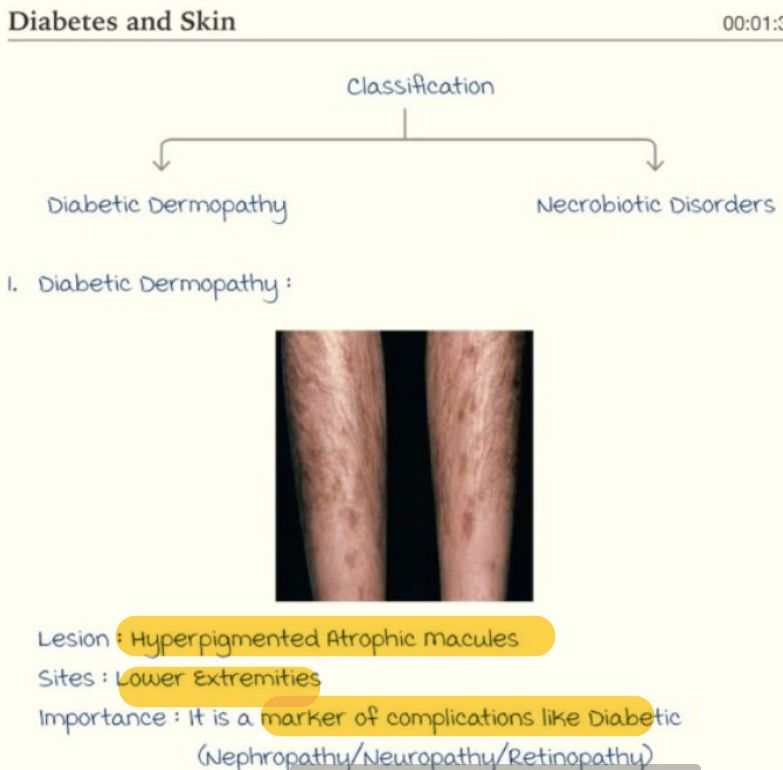 Diabetes and Skin 00:01:3
Classification
Diabetic Dermopathy Necrobiotic Disorders
1. Diabetic Dermopathy :
Lesion : Hyperpigmented Atrophic macules
Sites : Lower Extremities
Importance : It is a marker of complications like Diabetic
(Nephropathy/Neuropathy/Retinopathy)